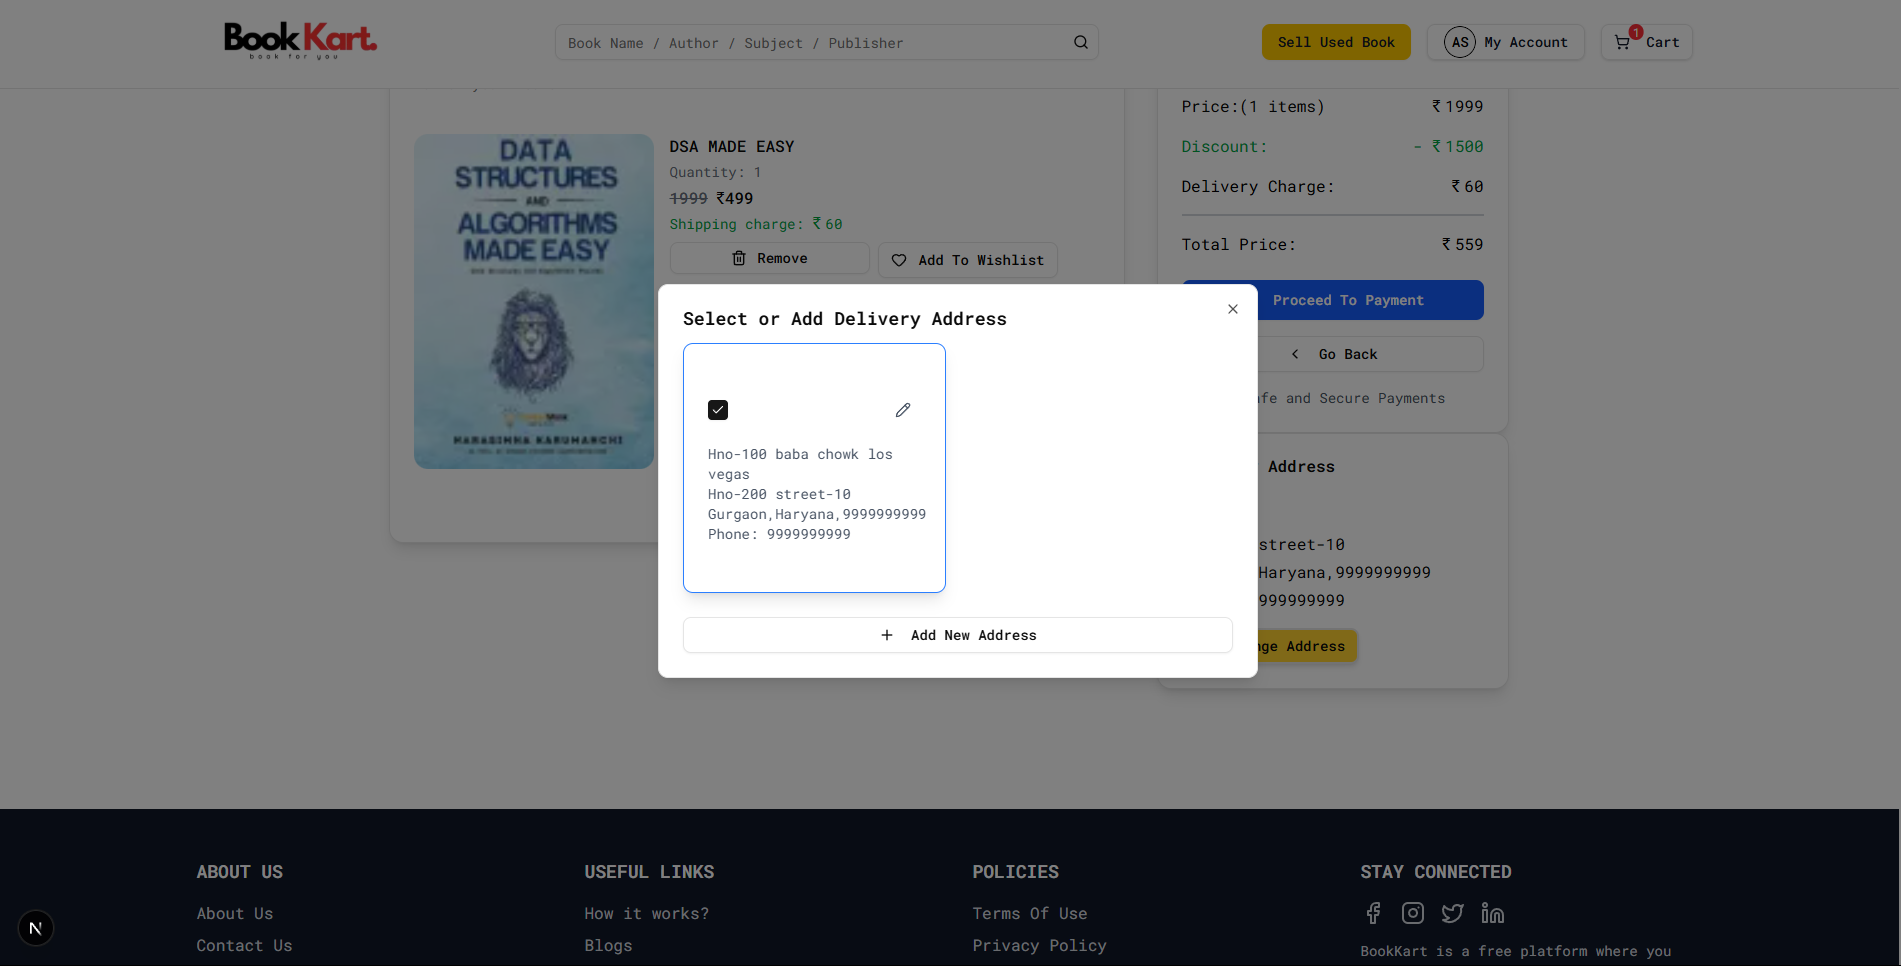 BookKart.
book for you
Book Name / Author / Subject / Publisher
Sell Used Book
AS My Account
1
Cart
DATA
STRUCTURES
AND
ALGORITHMS
MADE EASY
NARASIMHA KARUMANCHI
DSA MADE EASY
Quantity: 1
1999 ₹499
Shipping charge: ₹60
Remove
Add To Wishlist
Price:(1 items) ₹1999
Discount: - ₹1500
Delivery Charge: ₹60
Total Price: ₹559
Proceed To Payment
Go Back
fe and Secure Payments
Address
street-10
Haryana,9999999999
999999999
nge Address
Select or Add Delivery Address
Hno-100 baba chowk los
vegas
Hno-200 street-10
Gurgaon,Haryana,9999999999
Phone: 9999999999
+ Add New Address
ABOUT US
About Us
Contact Us
USEFUL LINKS
How it works?
Blogs
POLICIES
Terms Of Use
Privacy Policy
STAY CONNECTED
BookKart is a free platform where you
N